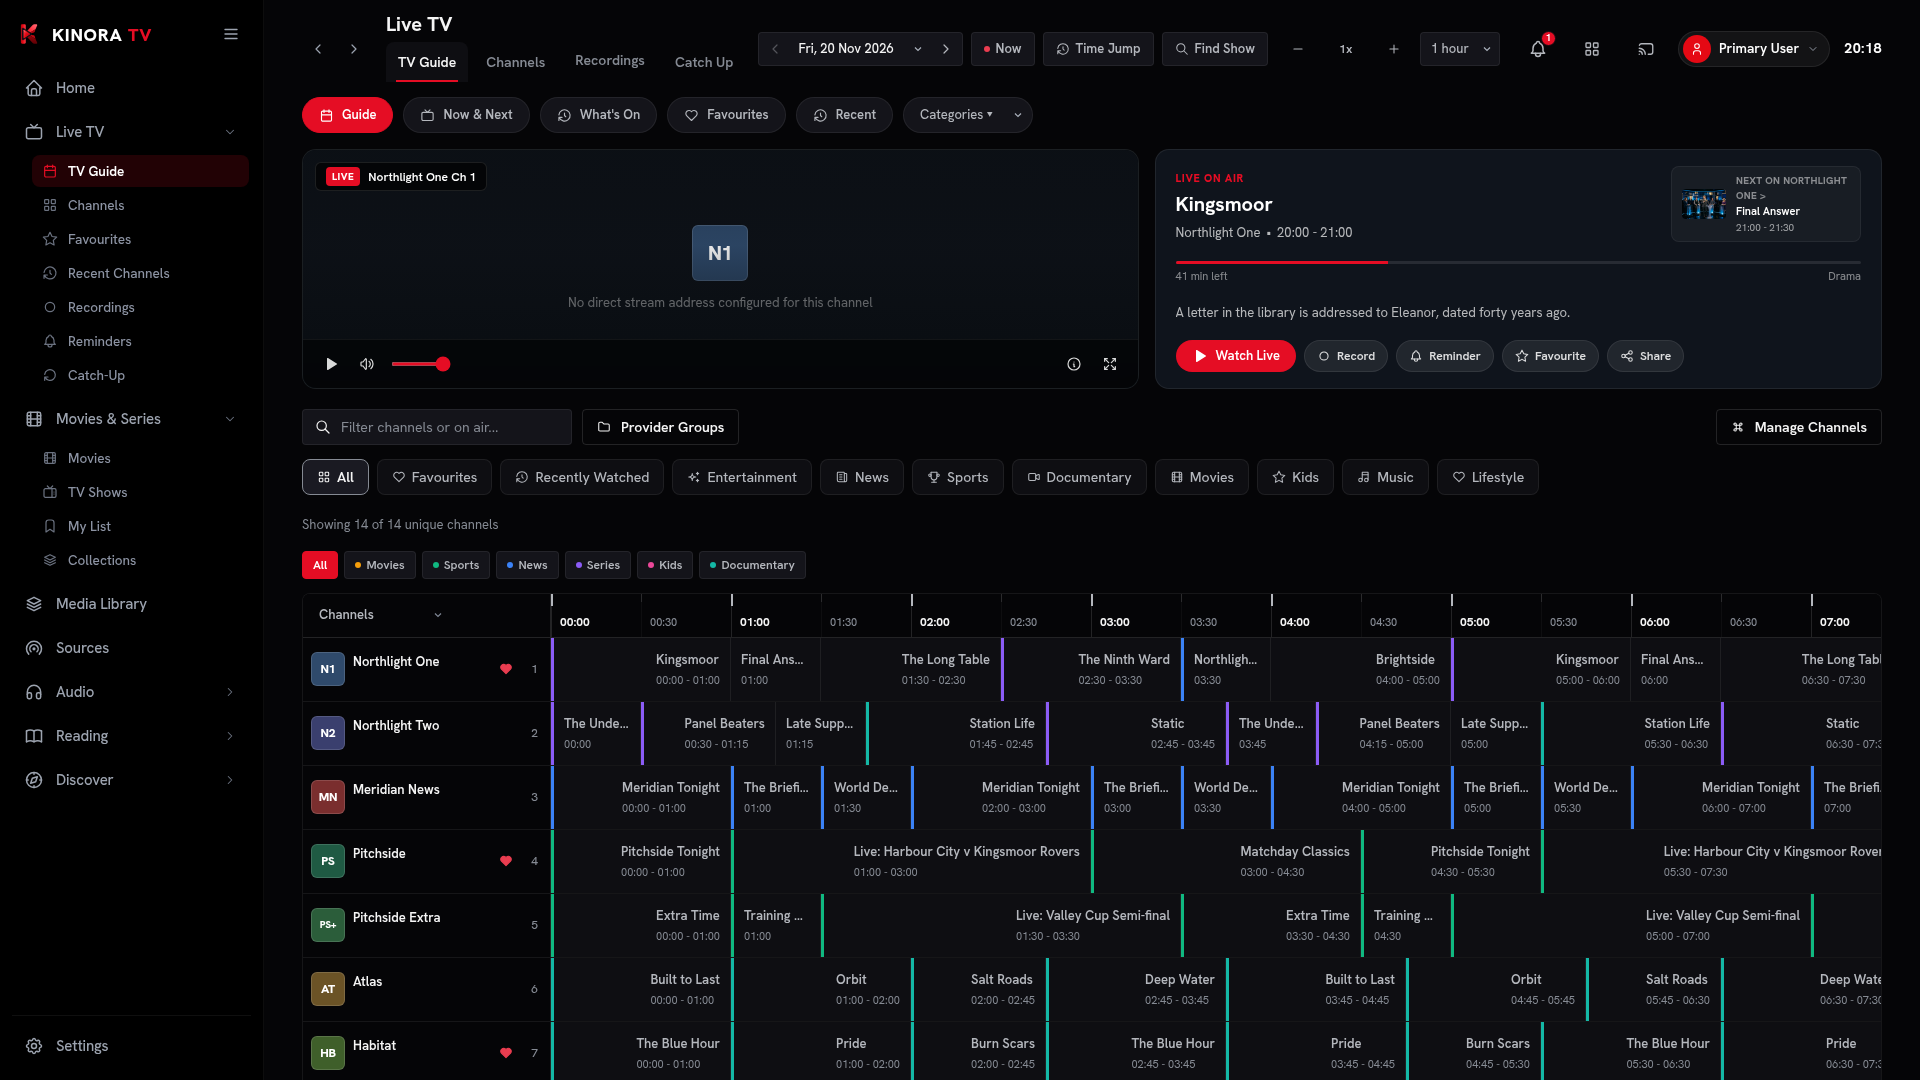 KINORA TV
Home
Live TV
TV Guide
Channels
Favourites
Recent Channels
Recordings
Reminders
Catch-Up
Movies & Series
Movies
TV Shows
My List
Collections
Media Library
Sources
Audio
Reading
Discover
Settings
Live TV
TV Guide
Channels
Recordings
Catch Up
Fri, 20 Nov 2026
Now
Time Jump
Find Show
1x
1 hour
1
Primary User
20:18
Guide
Now & Next
What's On
Favourites
Recent
Categories ▾
LIVE Northlight One Ch 1
N1
No direct stream address configured for this channel
LIVE ON AIR
Kingsmoor
Northlight One • 20:00 - 21:00
NEXT ON NORTHLIGHT
ONE >
Final Answer
21:00 - 21:30
41 min left
Drama
A letter in the library is addressed to Eleanor, dated forty years ago.
Watch Live
Record
Reminder
Favourite
Share
Filter channels or on air...
Provider Groups
Manage Channels
All
Favourites
Recently Watched
Entertainment
News
Sports
Documentary
Movies
Kids
Music
Lifestyle
Showing 14 of 14 unique channels
All
Movies
Sports
News
Series
Kids
Documentary
Channels
00:00 00:30 01:00 01:30 02:00 02:30 03:00 03:30 04:00 04:30 05:00 05:30 06:00 06:30 07:00
N1 Northlight One 1
Kingsmoor Final Ans... The Long Table The Ninth Ward Northligh... Brightside Kingsmoor Final Ans... The Long Tabl
00:00 - 01:00 01:00 01:30 - 02:30 02:30 - 03:30 03:30 04:00 - 05:00 05:00 - 06:00 06:00 06:30 - 07:30
N2 Northlight Two 2
The Unde... Panel Beaters Late Supp... Station Life Static The Unde... Panel Beaters Late Supp... Station Life Static
00:00 00:30 - 01:15 01:15 01:45 - 02:45 02:45 - 03:45 03:45 04:15 - 05:00 05:00 05:30 - 06:30 06:30 - 07:3
MN Meridian News 3
Meridian Tonight The Briefi... World De... Meridian Tonight The Briefi... World De... Meridian Tonight The Briefi... World De... Meridian Tonight The Briefi.
00:00 - 01:00 01:00 01:30 02:00 - 03:00 03:00 03:30 04:00 - 05:00 05:00 05:30 06:00 - 07:00 07:00
PS Pitchside 4
Pitchside Tonight Live: Harbour City v Kingsmoor Rovers Matchday Classics Pitchside Tonight Live: Harbour City v Kingsmoor Rover
00:00 - 01:00 01:00 - 03:00 03:00 - 04:30 04:30 - 05:30 05:30 - 07:30
PS+ Pitchside Extra 5
Extra Time Training ... Live: Valley Cup Semi-final Extra Time Training ... Live: Valley Cup Semi-final
00:00 - 01:00 01:00 01:30 - 03:30 03:30 - 04:30 04:30 05:00 - 07:00
AT Atlas 6
Built to Last Orbit Salt Roads Deep Water Built to Last Orbit Salt Roads Deep Wate
00:00 - 01:00 01:00 - 02:00 02:00 - 02:45 02:45 - 03:45 03:45 - 04:45 04:45 - 05:45 05:45 - 06:30 06:30 - 07:30
HB Habitat 7
The Blue Hour Pride Burn Scars The Blue Hour Pride Burn Scars The Blue Hour Pride
00:00 - 01:00 01:00 - 02:00 02:00 - 02:45 02:45 - 03:45 03:45 - 04:45 04:45 - 05:30 05:30 - 06:30 06:30 - 07:3